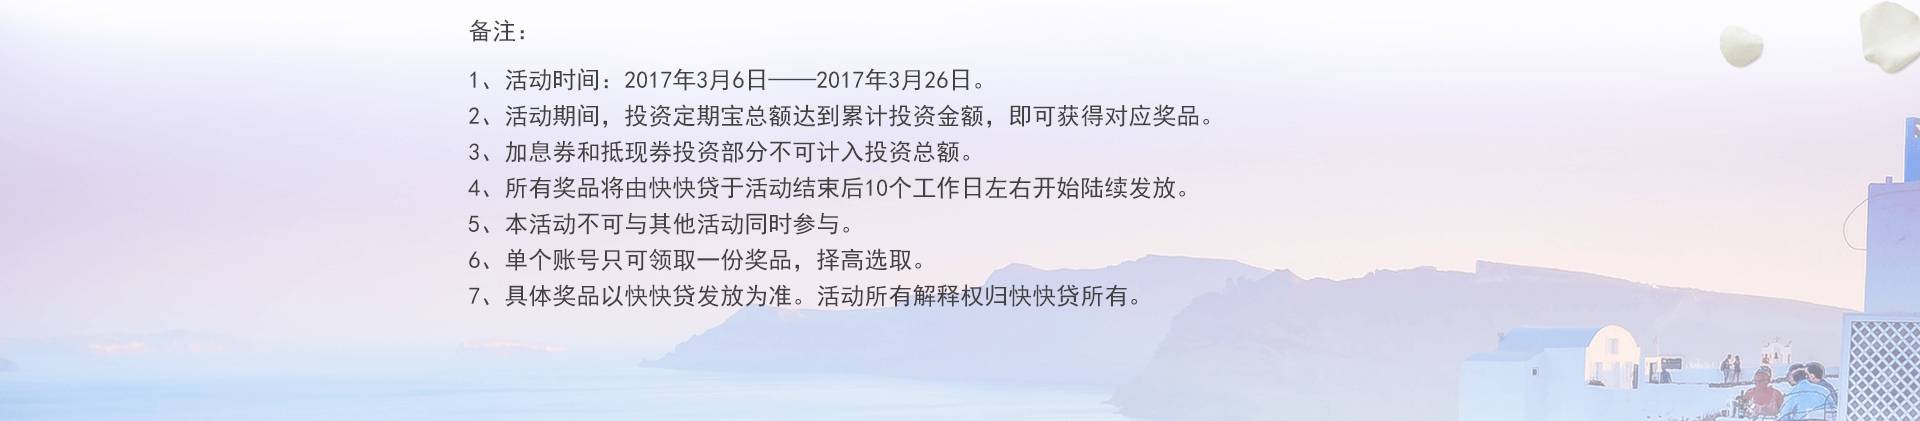 备注：
1、活动时间：2017年3月6日——2017年3月26日。
2、活动期间，投资定期宝总额达到累计投资金额，即可获得对应奖品。
3、加息券和抵现券投资部分不可计入投资总额。
4、所有奖品将由快快贷于活动结束后10个工作日左右开始陆续发放。
5、本活动不可与其他活动同时参与。
6、单个账号只可领取一份奖品，择高选取。
7、具体奖品以快快贷发放为准。活动所有解释权归快快贷所有。